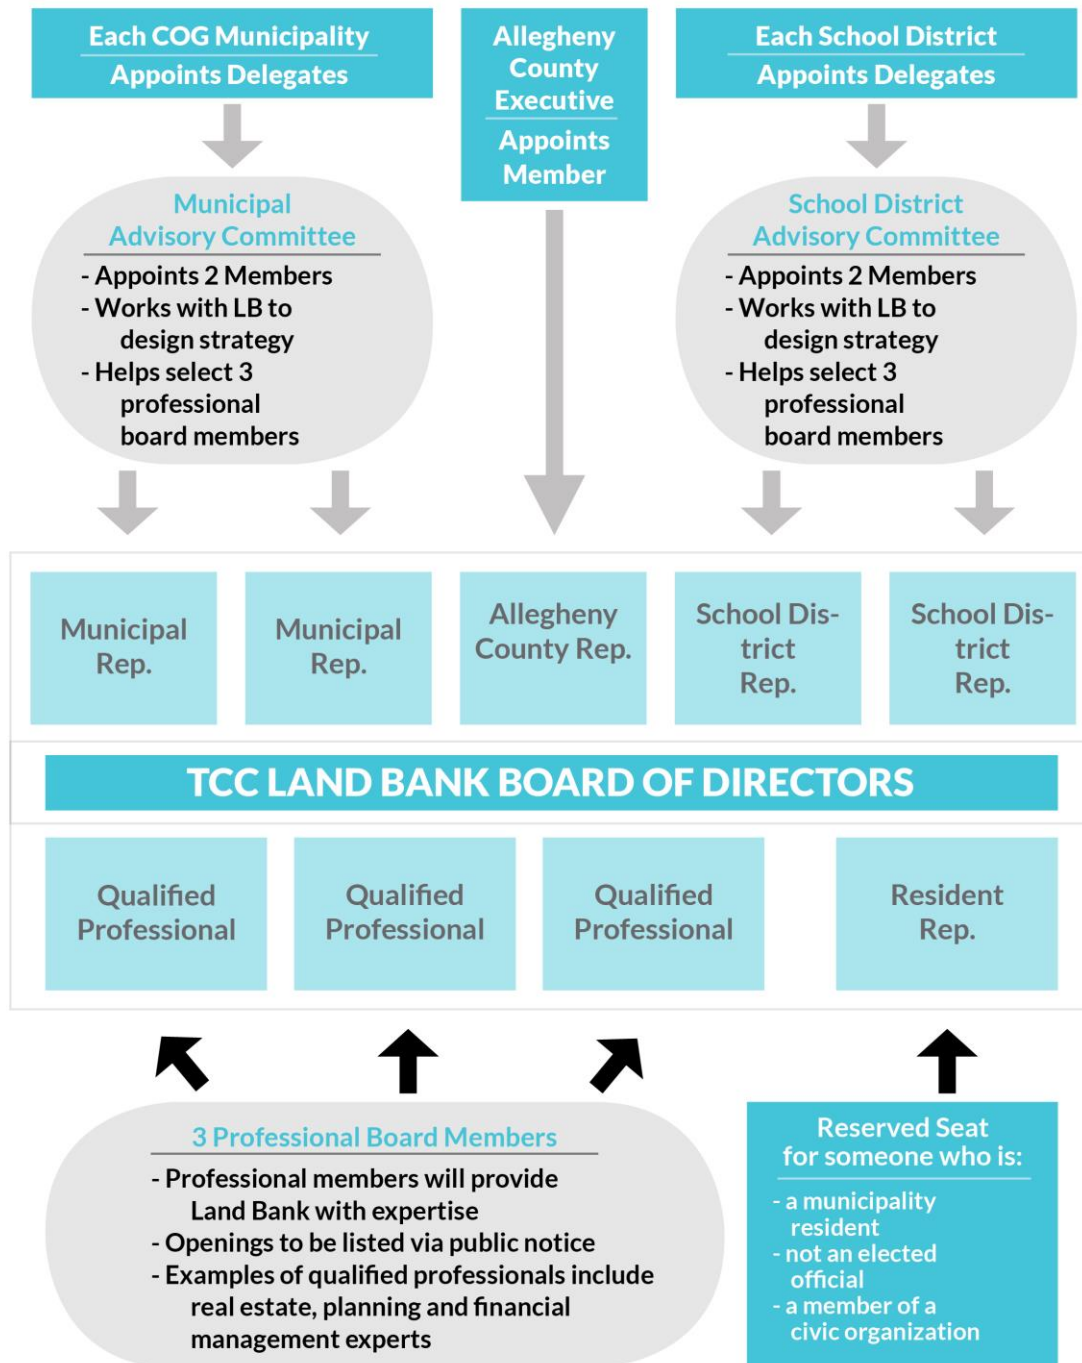 Each COG Municipality
Appoints Delegates
Allegheny
County
Executive
Appoints
Member
Each School District
Appoints Delegates
Municipal
Advisory Committee
- Appoints 2 Members
- Works with LB to
design strategy
- Helps select 3
professional
board members
School District
Advisory Committee
- Appoints 2 Members
- Works with LB to
design strategy
- Helps select 3
professional
board members
Municipal
Rep.
Municipal
Rep.
Allegheny
County Rep.
School Dis-
trict
Rep.
School Dis-
trict
Rep.
TCC LAND BANK BOARD OF DIRECTORS
Qualified
Professional
Qualified
Professional
Qualified
Professional
Resident
Rep.
3 Professional Board Members
- Professional members will provide
Land Bank with expertise
- Openings to be listed via public notice
- Examples of qualified professionals include
real estate, planning and financial
management experts
Reserved Seat
for someone who is:
- a municipality
resident
- not an elected
official
- a member of a
civic organization